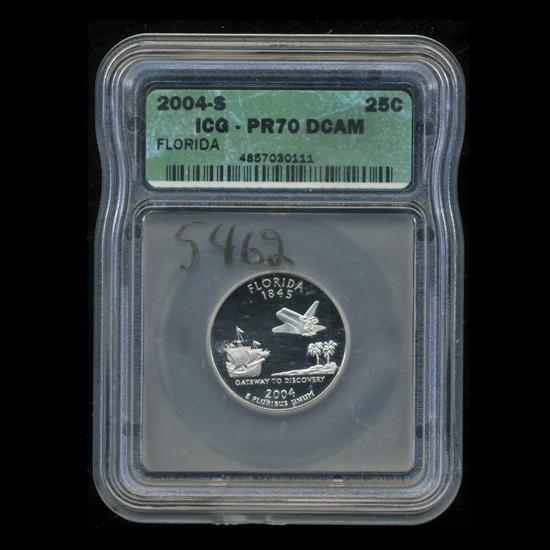 2004-S 25C
ICG - PR70 DCAM
FLORIDA
4857030111
5462
FLORIDA
1845
GATEWAY TO DISCOVERY
2004
E PLURIBUS UNUM